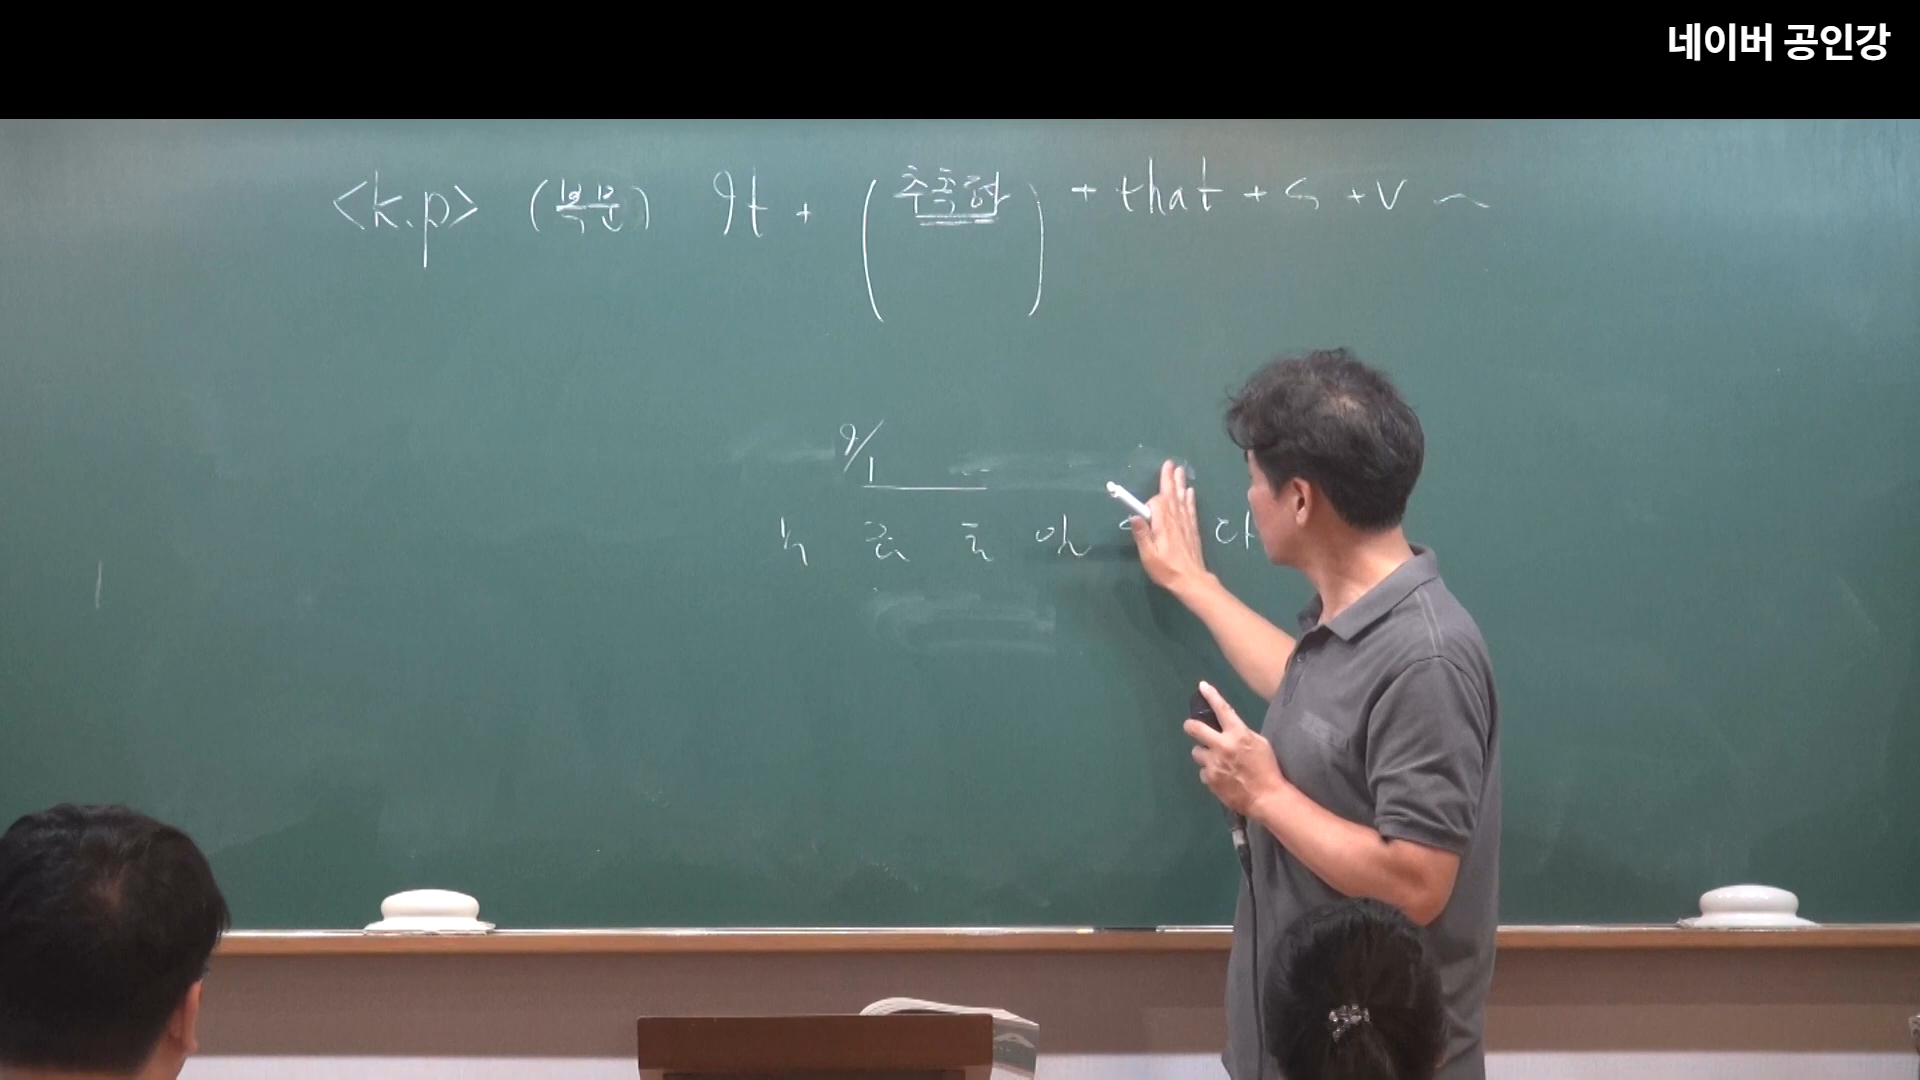 네이버 공인강
<k.p> (복문) It + (추측형) + that + S + V ~
9/1